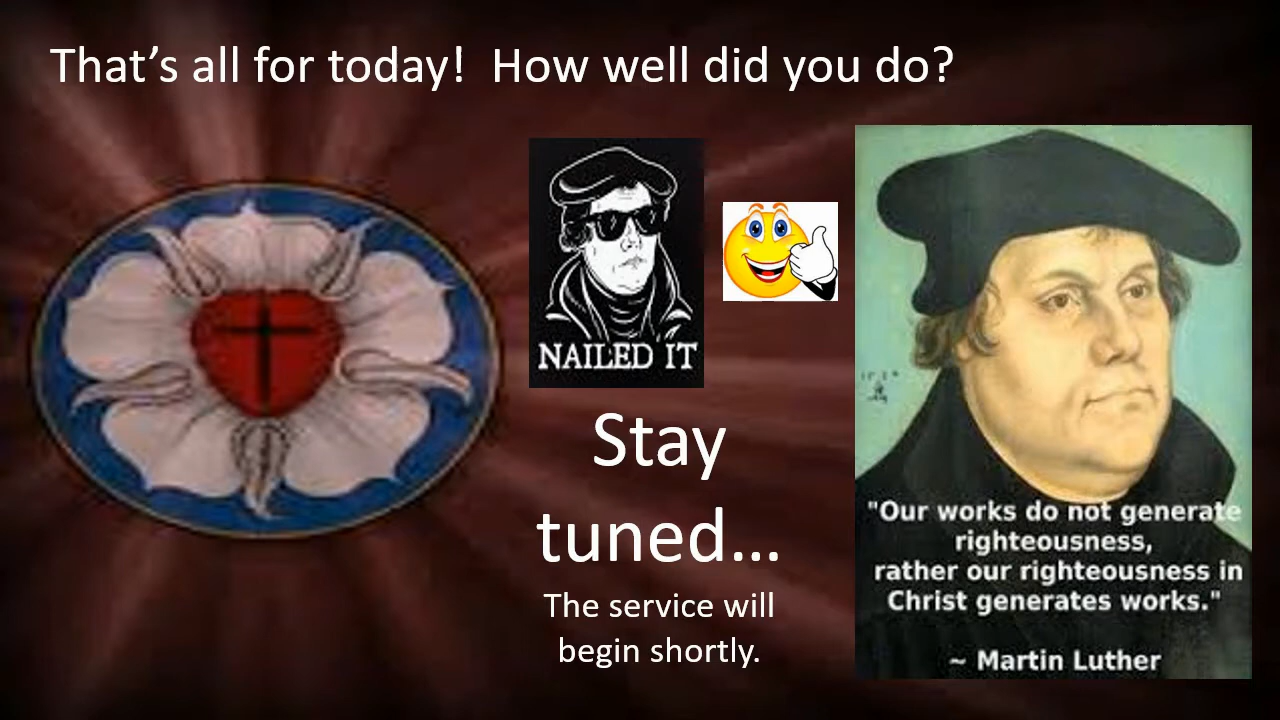 That’s all for today!  How well did you do?
NAILED IT
Stay
tuned…
The service will
begin shortly.
"Our works do not generate
righteousness,
rather our righteousness in
Christ generates works."
~ Martin Luther